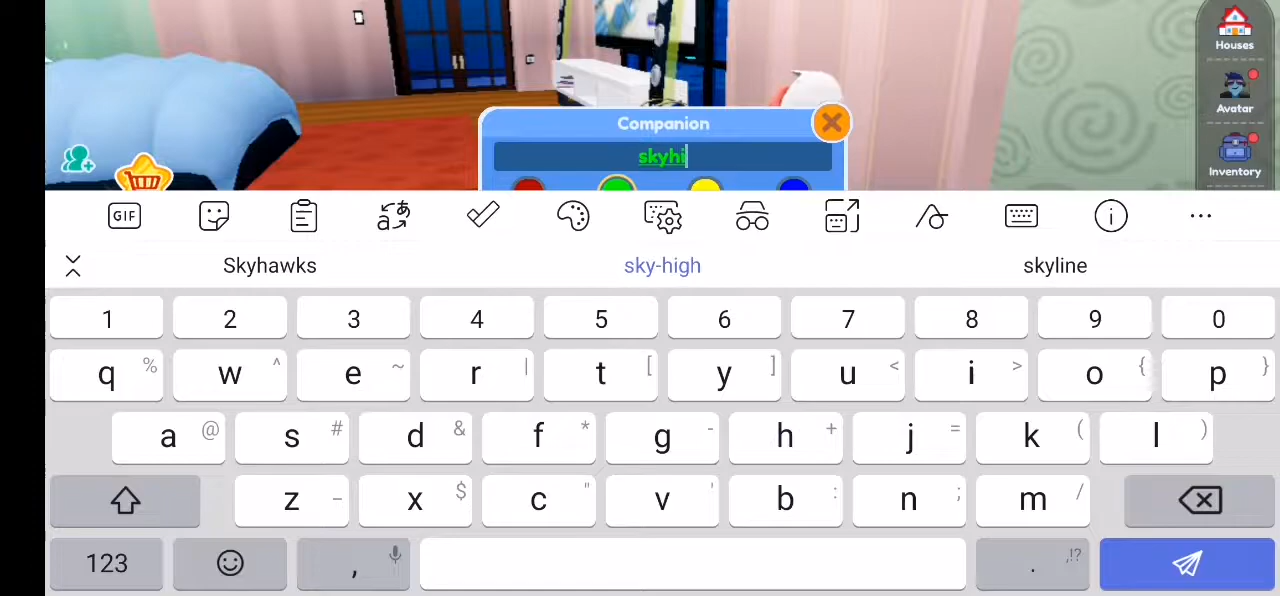 Houses
Avatar
Inventory
Companion
skyhi
GIF
Skyhawks sky-high skyline
1 2 3 4 5 6 7 8 9 0
q % w ^ e ~ r | t [ y ] u < i > o { p }
a @ s # d & f * g - h + j = k ( l )
z _ x $ c " v ' b : n ; m /
123 , . ,!?